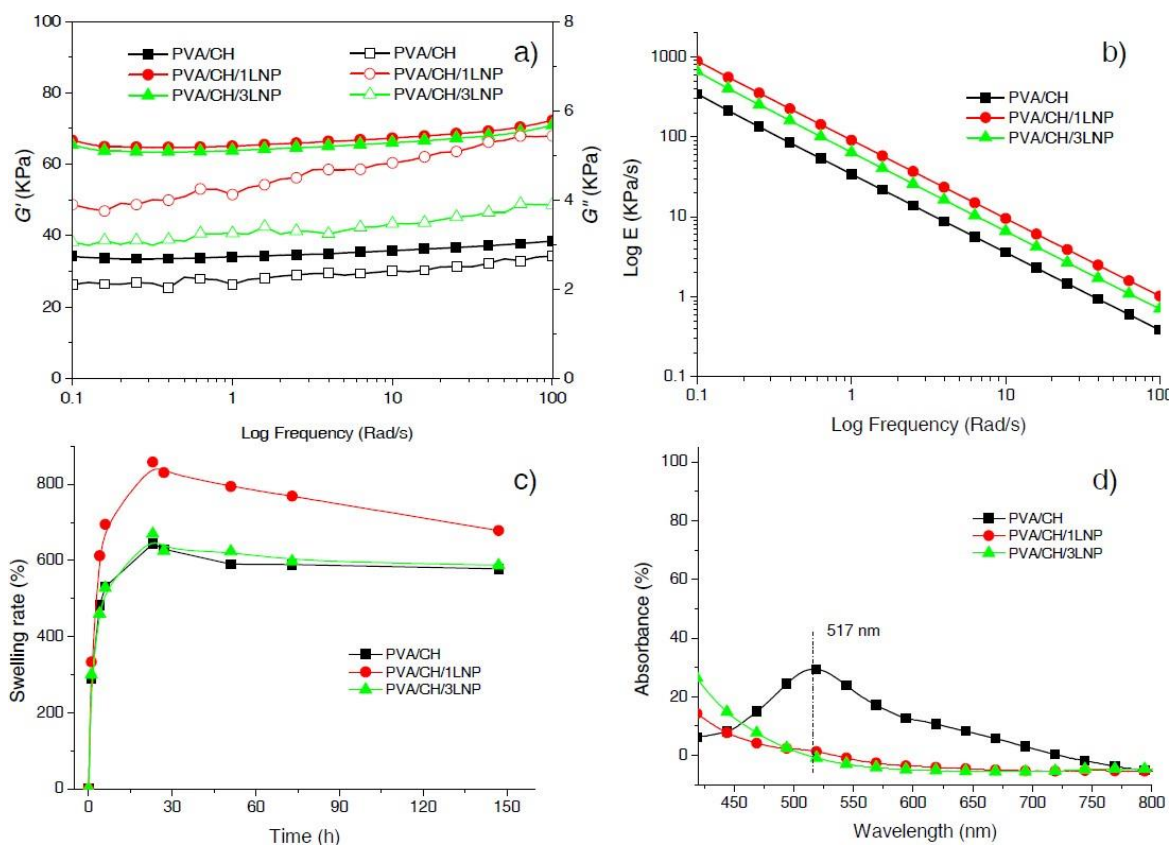 a)
100
80
60
40
20
0
G' (KPa)
8
6
4
2
0
G'' (KPa)
PVA/CH
PVA/CH/1LNP
PVA/CH/3LNP
PVA/CH
PVA/CH/1LNP
PVA/CH/3LNP
0.1 1 10 100
Log Frequency (Rad/s)
b)
1000
100
10
1
0.1
Log E (KPa/s)
PVA/CH
PVA/CH/1LNP
PVA/CH/3LNP
0.1 1 10 100
Log Frequency (Rad/s)
c)
800
600
400
200
0
Swelling rate (%)
PVA/CH
PVA/CH/1LNP
PVA/CH/3LNP
0 30 60 90 120 150
Time (h)
d)
100
80
60
40
20
0
Absorbance (%)
PVA/CH
PVA/CH/1LNP
PVA/CH/3LNP
517 nm
450 500 550 600 650 700 750 800
Wavelength (nm)